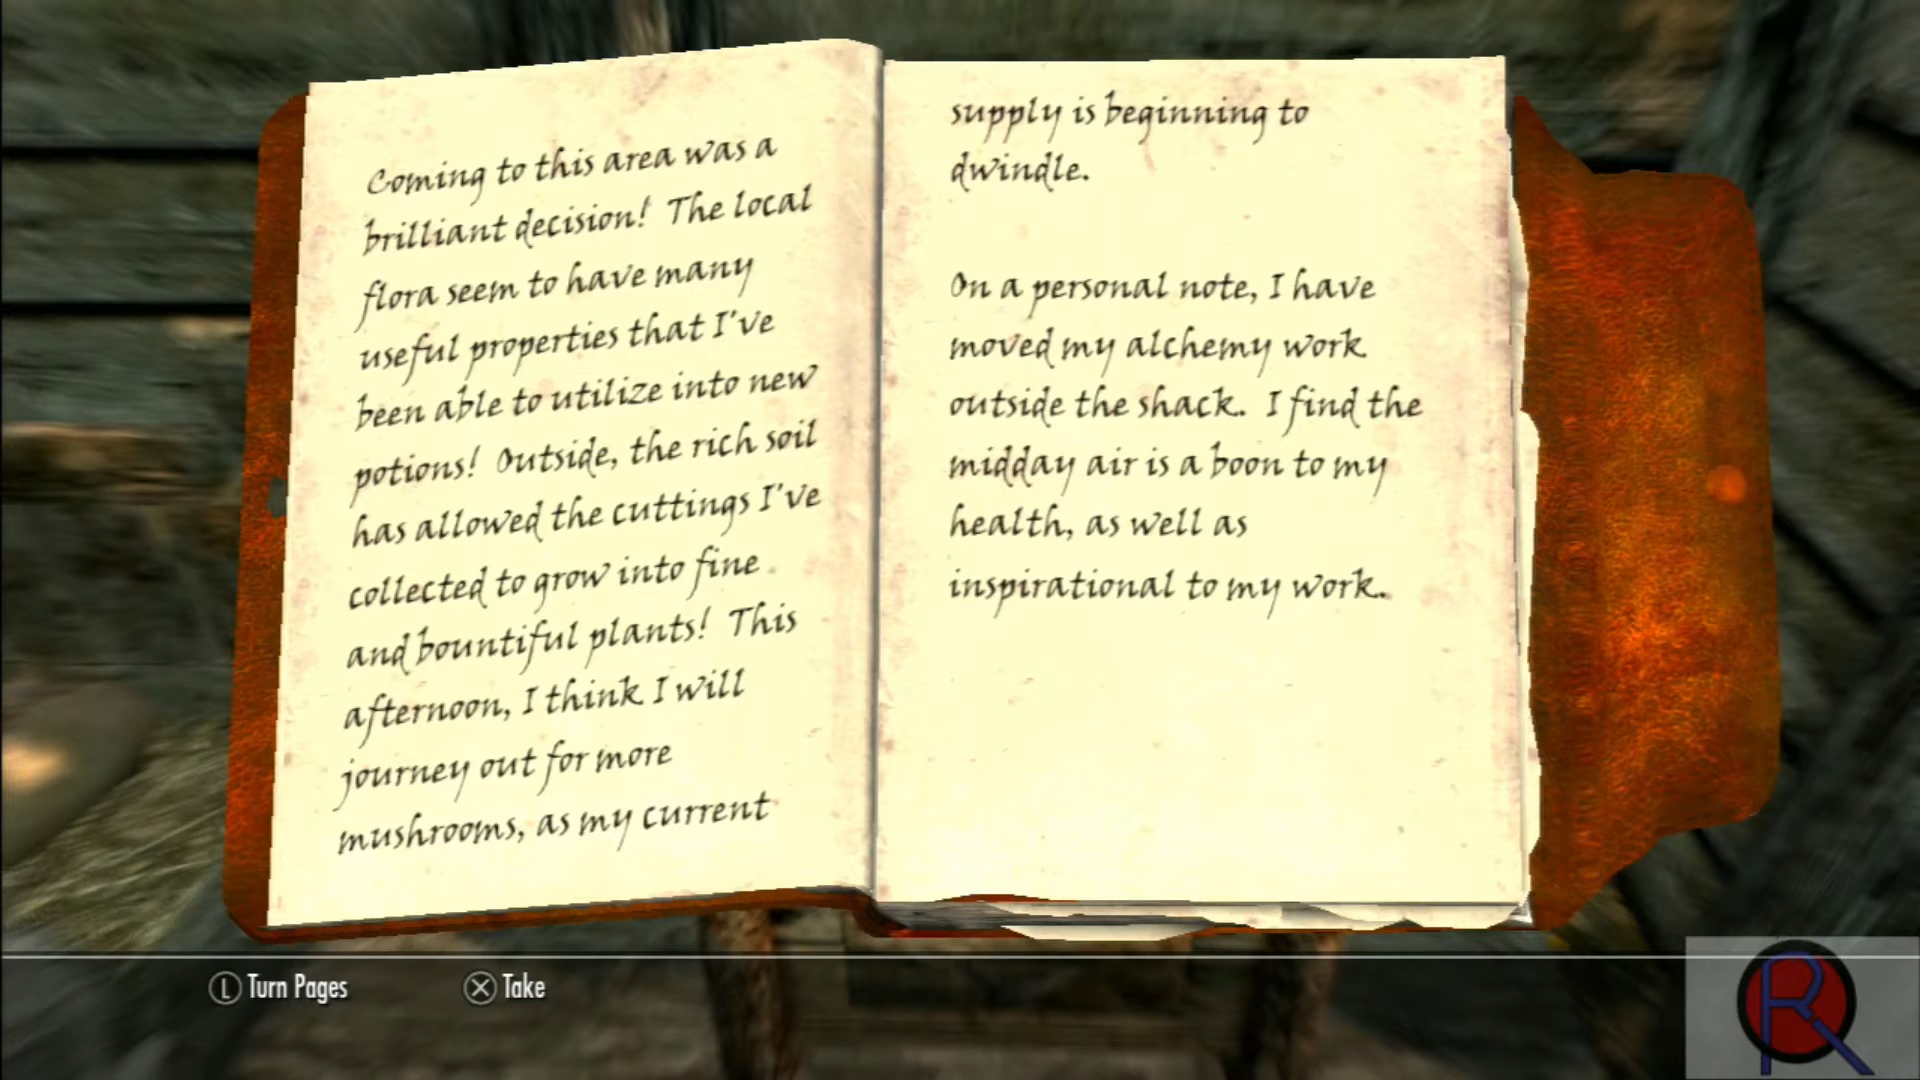 Coming to this area was a
brilliant decision! The local
flora seem to have many
useful properties that I've
been able to utilize into new
potions! Outside, the rich soil
has allowed the cuttings I've
collected to grow into fine
and bountiful plants! This
afternoon, I think I will
journey out for more
mushrooms, as my current
supply is beginning to
dwindle.
On a personal note, I have
moved my alchemy work
outside the shack. I find the
midday air is a boon to my
health, as well as
inspirational to my work.
L Turn Pages
X Take
R